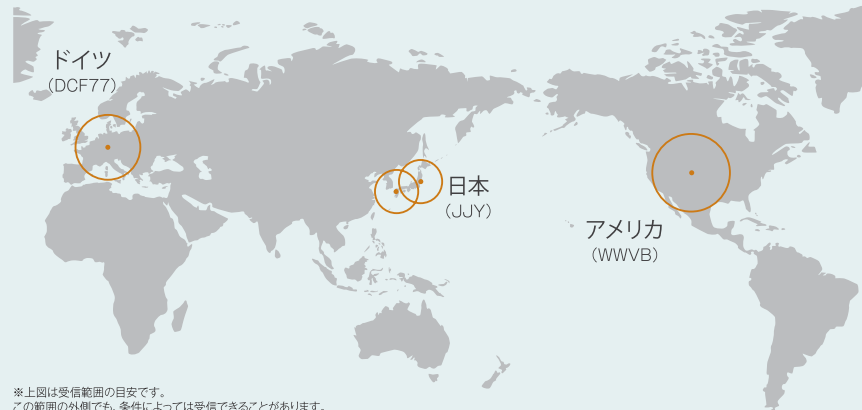 ドイツ
（DCF77）
日本
（JJY）
アメリカ
（WWVB）
※上図は受信範囲の目安です。
この範囲の外側でも、条件によっては受信できることがあります。